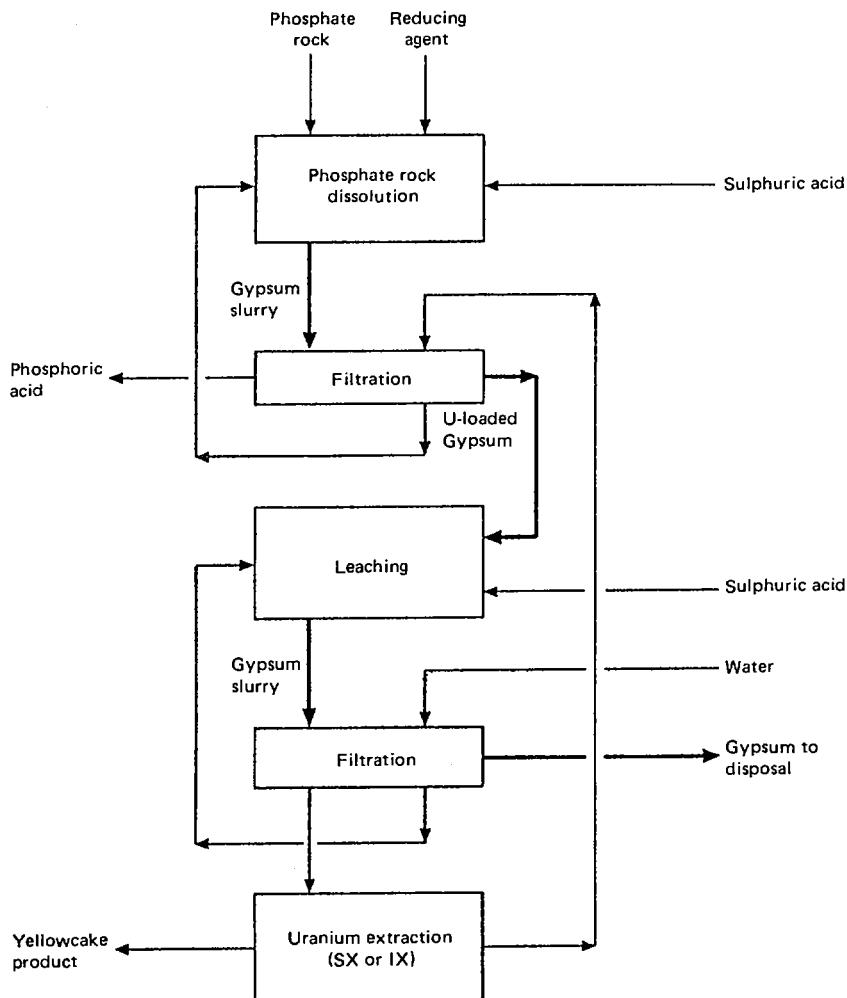 Phosphate
rock
Reducing
agent
Phosphate rock
dissolution
Sulphuric acid
Gypsum
slurry
Phosphoric
acid
Filtration
U-loaded
Gypsum
Leaching
Sulphuric acid
Gypsum
slurry
Water
Filtration
Gypsum to
disposal
Yellowcake
product
Uranium extraction
(SX or IX)